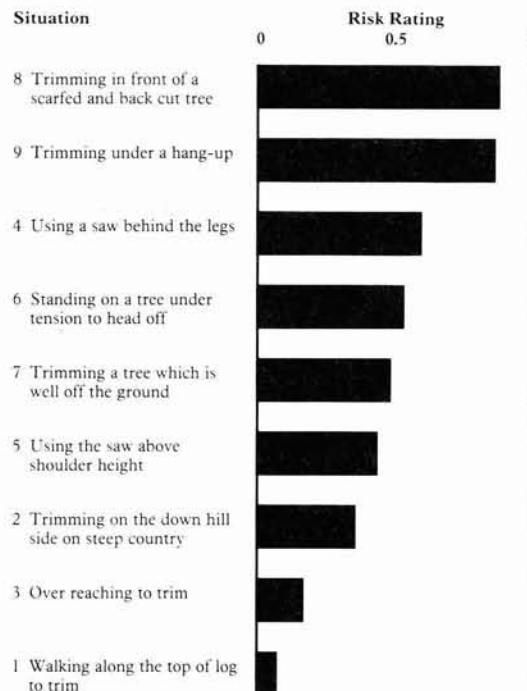 Situation
Risk Rating
0 0.5
8 Trimming in front of a
scarfed and back cut tree
9 Trimming under a hang-up
4 Using a saw behind the legs
6 Standing on a tree under
tension to head off
7 Trimming a tree which is
well off the ground
5 Using the saw above
shoulder height
2 Trimming on the down hill
side on steep country
3 Over reaching to trim
1 Walking along the top of log
to trim